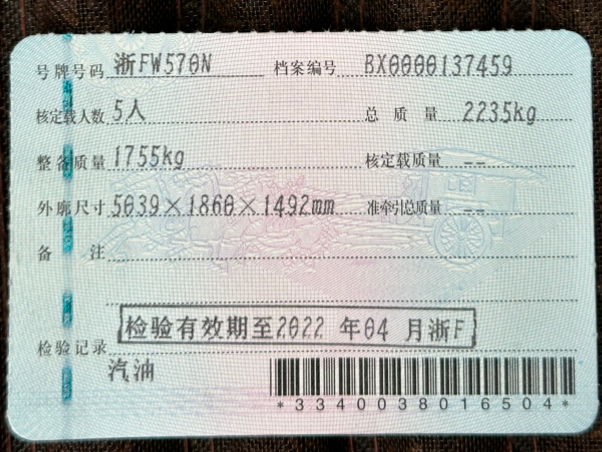 号牌号码 浙FW570N 档案编号 BX0000137459
核定载人数 5人 总质量 2235kg
整备质量 1755kg 核定载质量 --
外廓尺寸 5039×1860×1492mm 准牵引总质量 --
备注
检验有效期至2022年04月浙F
检验记录
汽油
*3340038016504*